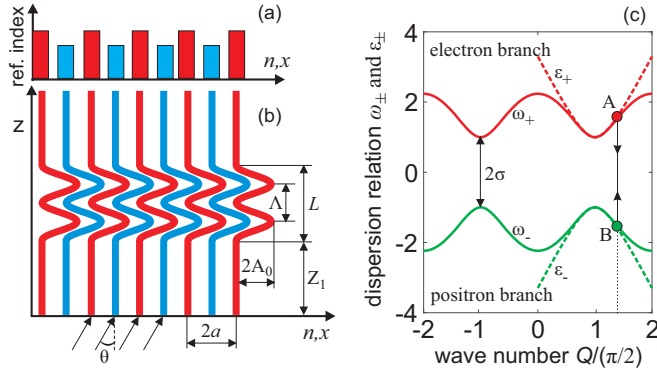 (a)
ref. index
n,x
(b)
z
Λ
L
2A₀
Z₁
2a
θ
n,x
(c)
dispersion relation ω± and ε±
4
2
0
-2
-4
electron branch
ε₊
A
ω₊
2σ
ω₋
B
ε₋
positron branch
-2
-1
0
1
2
wave number Q/(π/2)